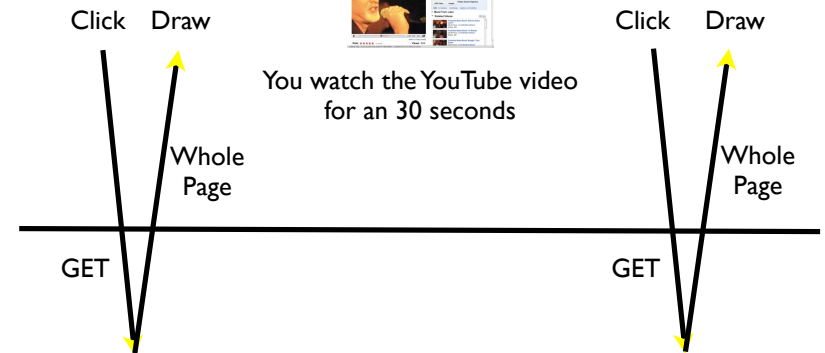 Click Draw
You watch the YouTube video
for an 30 seconds
Whole
Page
GET
Click Draw
Whole
Page
GET